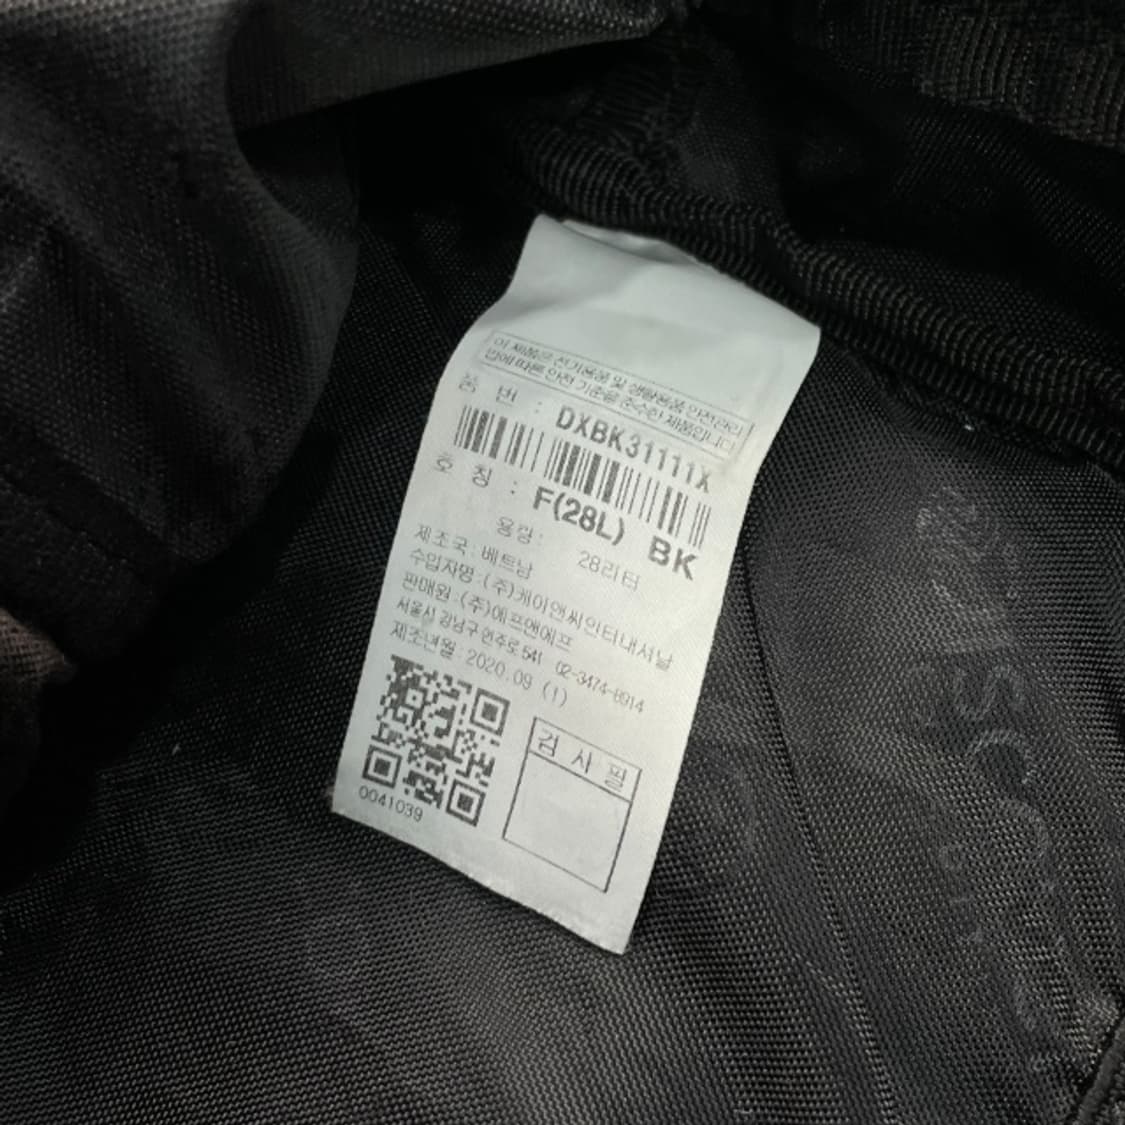 이 제품은 전기용품 및 생활용품 안전관리
법에 따른 안전 기준을 준수한 제품입니다
품 번 : DXBK31111X
호 칭 : F(28L) BK
용량: 28리터
제조국: 베트남
수입자명:(주)케이앤씨인터내셔날
판매원:(주)에프앤에프
서울시 강남구 언주로 541 02-3474-8914
제조년월: 2020.09 (1)
검 사 필
0041039